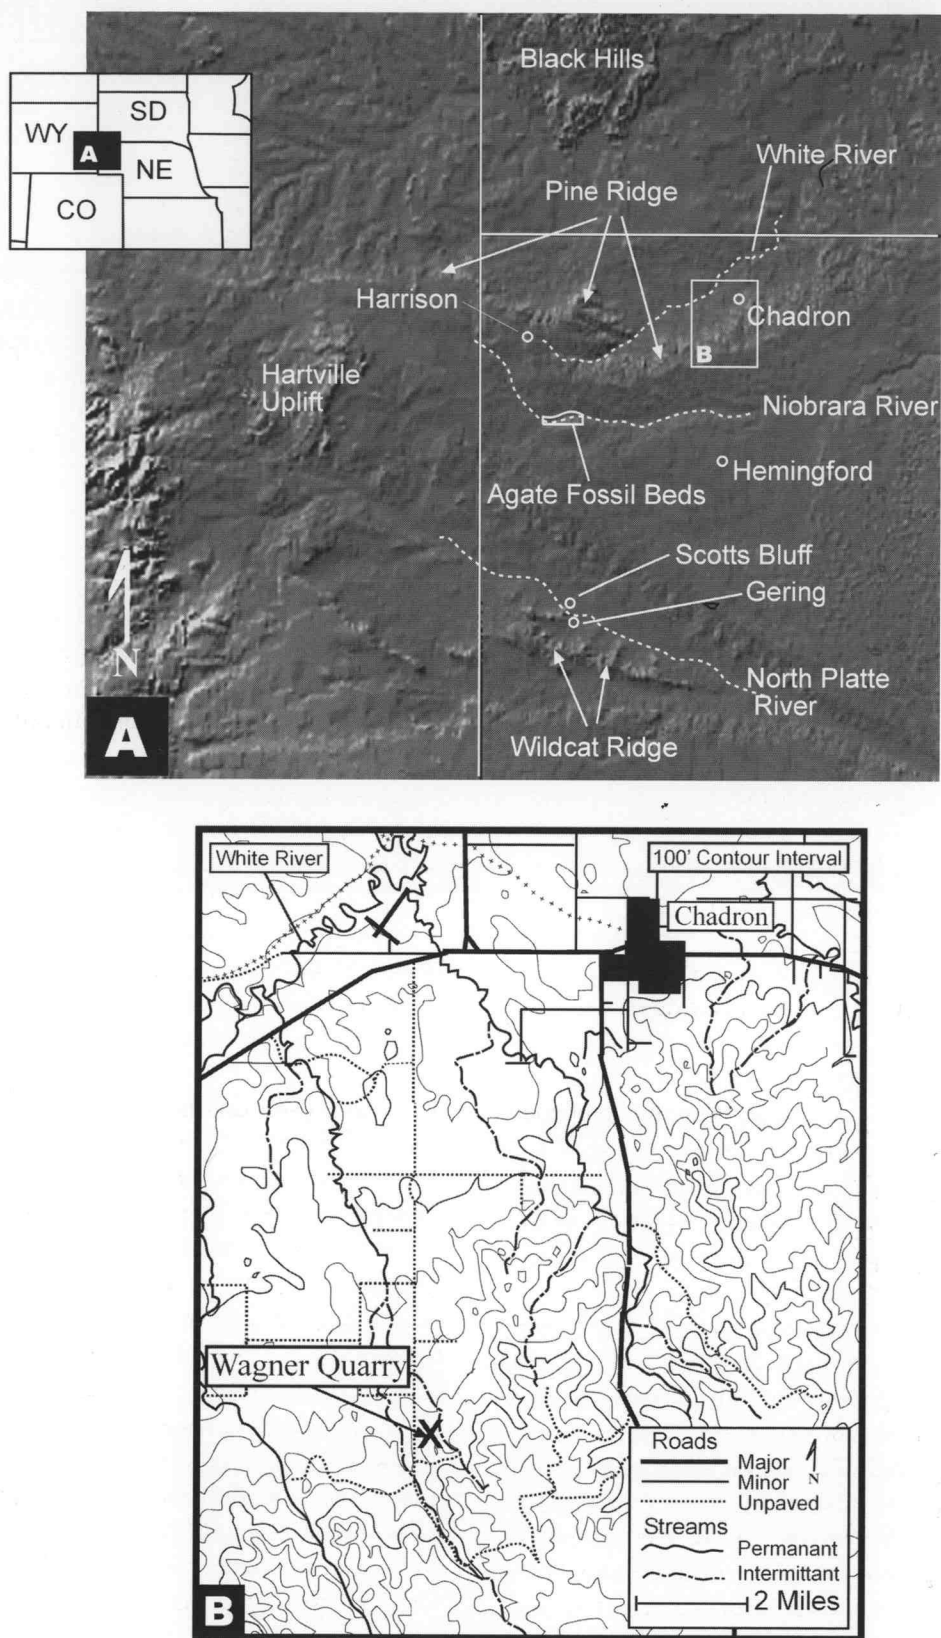 Black Hills
SD
WY
A
NE
CO
White River
Pine Ridge
Harrison
Chadron
B
Hartville
Uplift
Niobrara River
Hemingford
Agate Fossil Beds
Scotts Bluff
Gering
N
North Platte
River
A
Wildcat Ridge
White River
100' Contour Interval
Chadron
Wagner Quarry
X
Roads
Major
Minor
N
Unpaved
Streams
Permanant
Intermittant
2 Miles
B